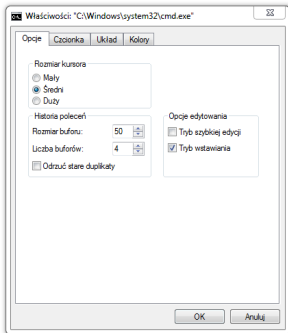 Właściwości: "C:\Windows\system32\cmd.exe"
Opcje Czcionka Układ Kolory
Rozmiar kursora
Mały
Średni
Duży
Historia poleceń
Rozmiar buforu: 50
Liczba buforów: 4
Odrzuć stare duplikaty
Opcje edytowania
Tryb szybkiej edycji
Tryb wstawiania
OK Anuluj